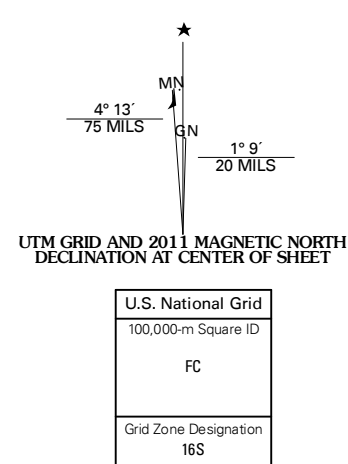 ★
MN
4° 13´
75 MILS
GN
1° 9´
20 MILS
UTM GRID AND 2011 MAGNETIC NORTH
DECLINATION AT CENTER OF SHEET
U.S. National Grid
100,000-m Square ID
FC
Grid Zone Designation
16S